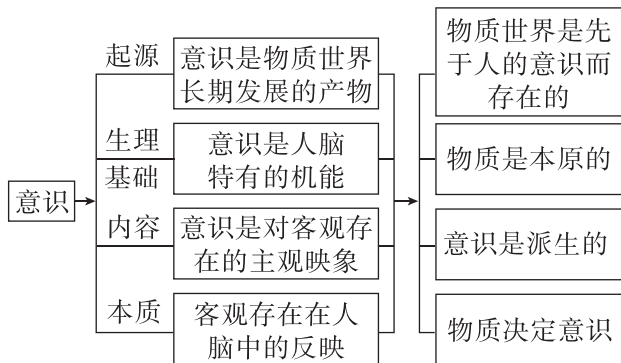 意识
起源
意识是物质世界
长期发展的产物
生理
基础
意识是人脑
特有的机能
内容
意识是对客观存
在的主观映象
本质
客观存在在人
脑中的反映
物质世界是先
于人的意识而
存在的
物质是本原的
意识是派生的
物质决定意识